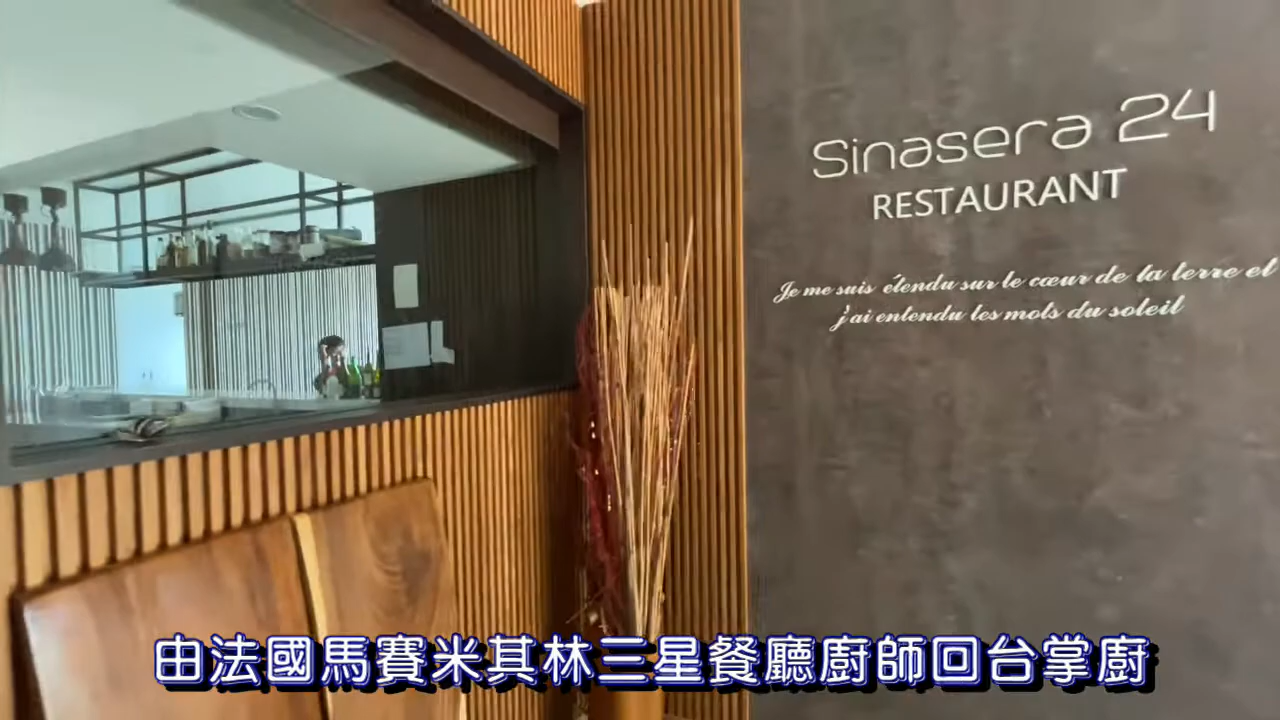 Sinasera 24
RESTAURANT
Je me suis étendu sur le cœur de la terre et
j'ai entendu les mots du soleil
由法國馬賽米其林三星餐廳廚師回台掌廚